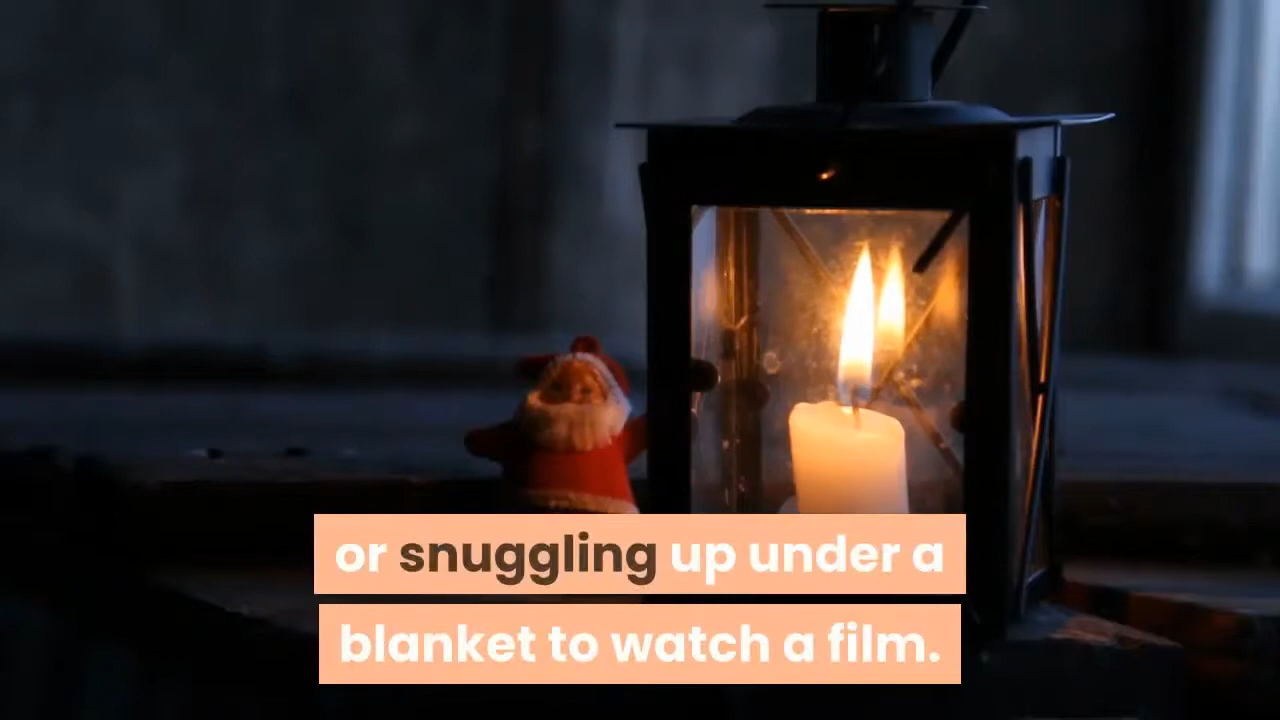 or snuggling up under a
blanket to watch a film.